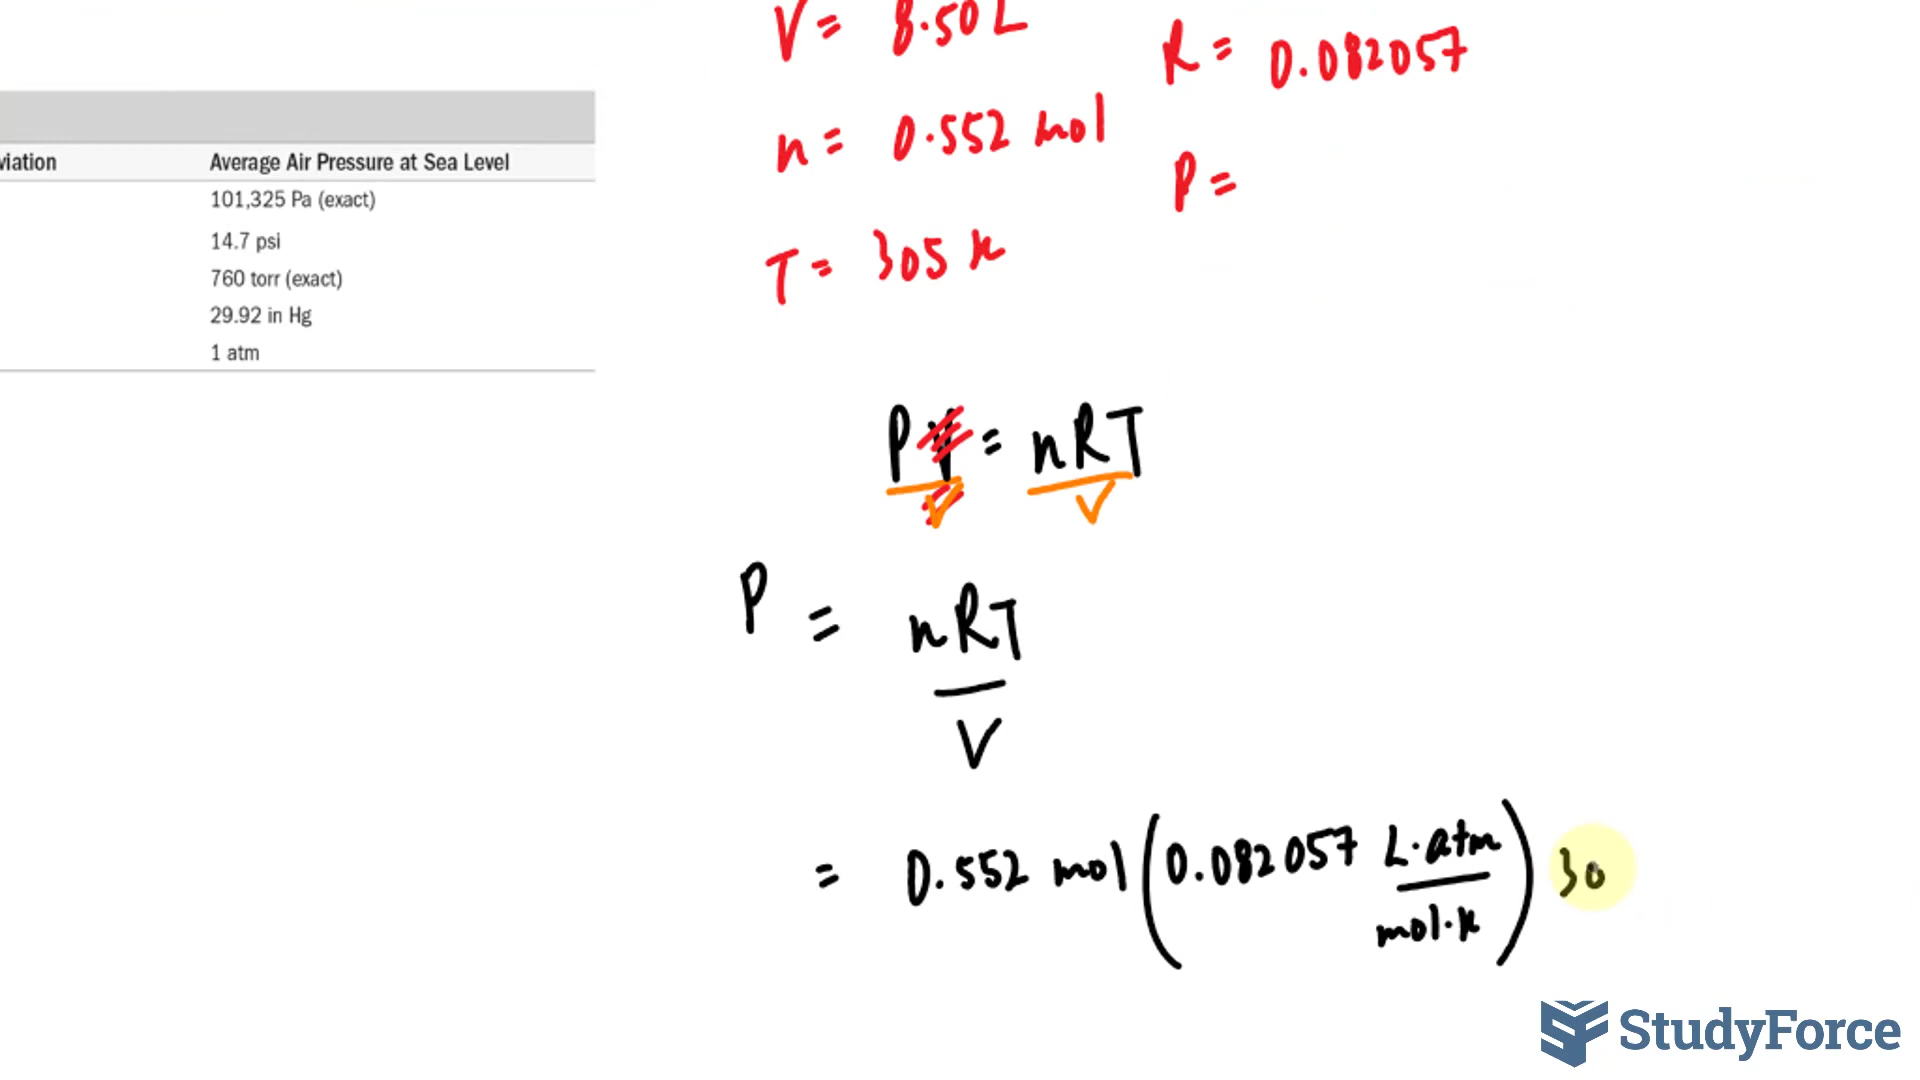 V = 8.50 L
R = 0.082057
n = 0.552 mol
P =
T = 305 K
viation Average Air Pressure at Sea Level
101,325 Pa (exact)
14.7 psi
760 torr (exact)
29.92 in Hg
1 atm
PV = nRT
V V
P = nRT
V
= 0.552 mol (0.082057 L·atm) 30
mol·K
StudyForce